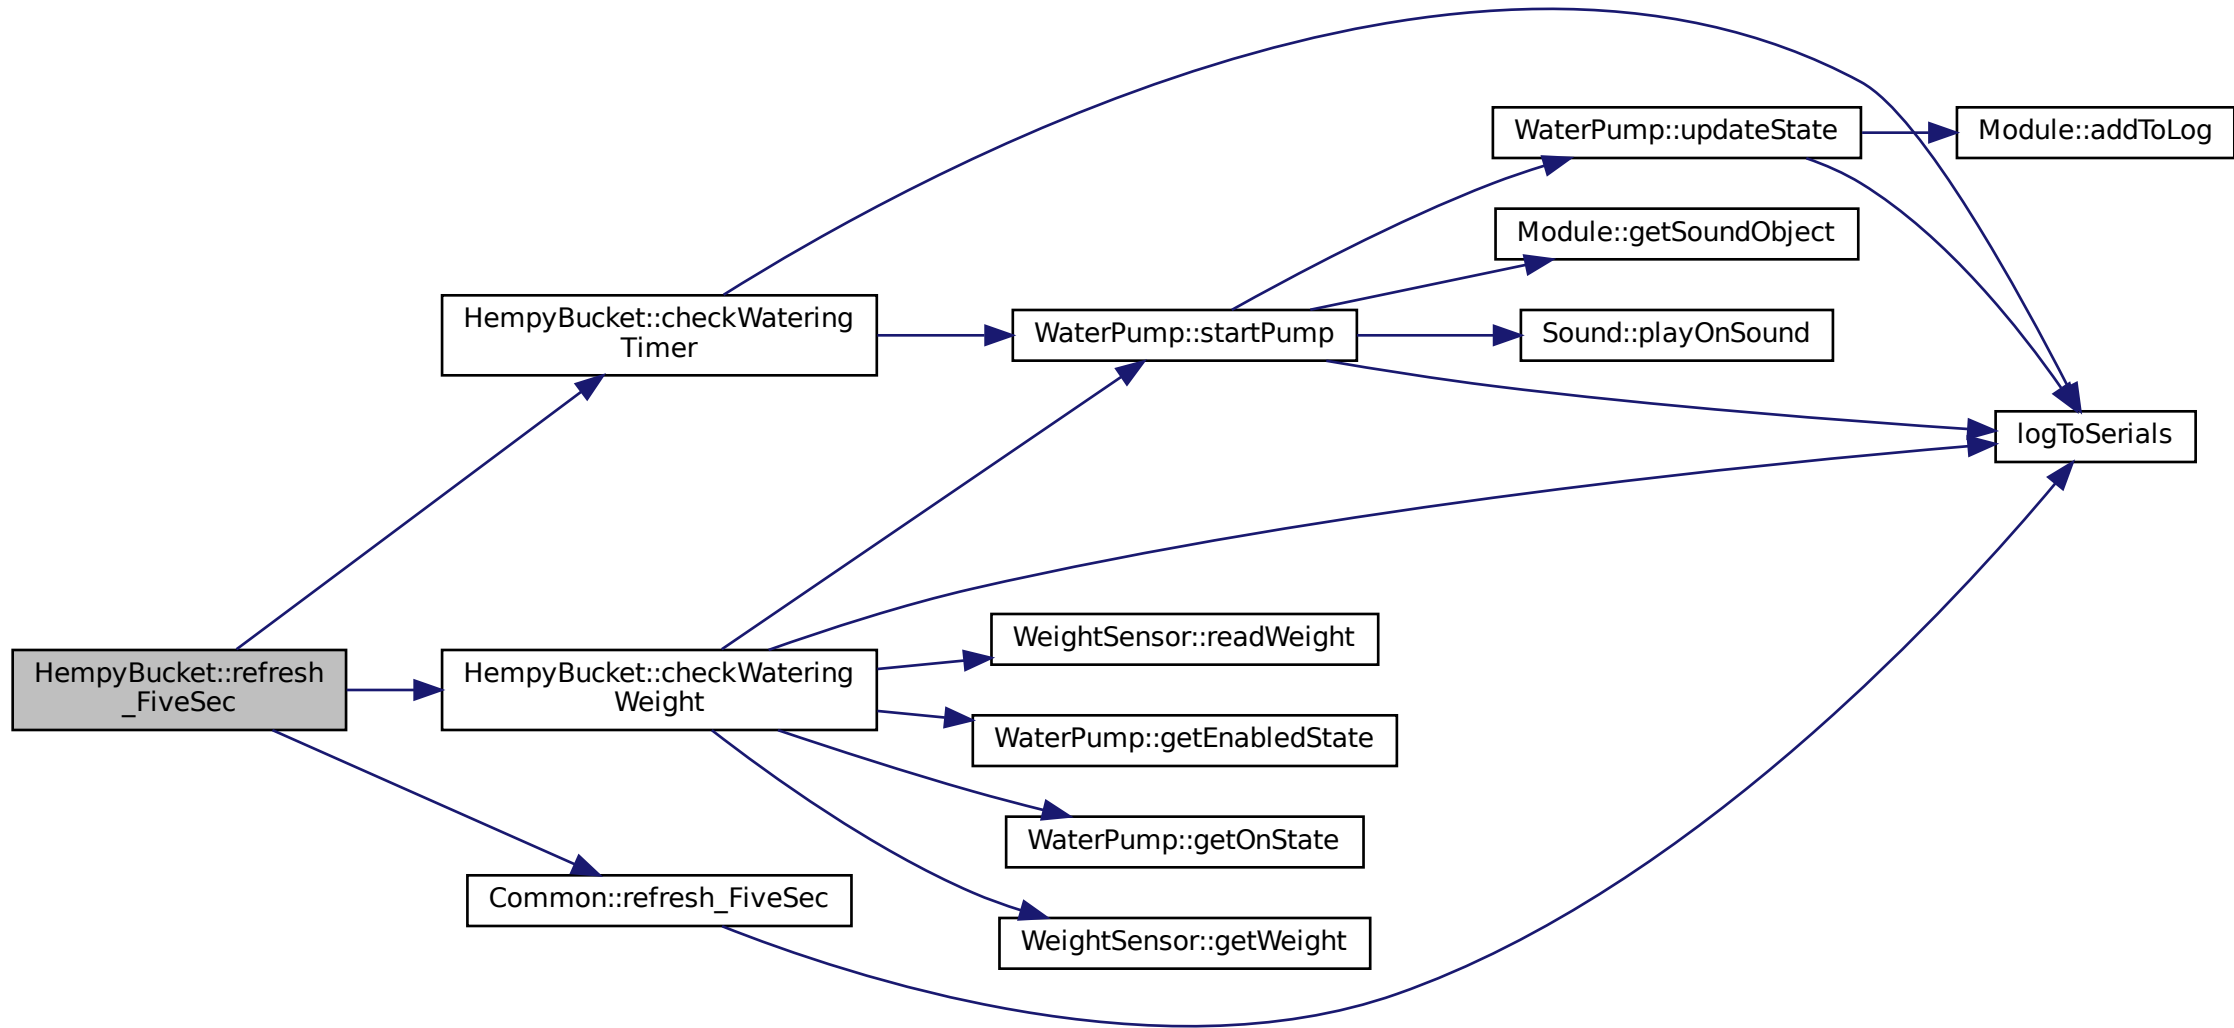 WaterPump::updateState
Module::addToLog
Module::getSoundObject
HempyBucket::checkWatering
Timer
WaterPump::startPump
Sound::playOnSound
logToSerials
WeightSensor::readWeight
HempyBucket::refresh
_FiveSec
HempyBucket::checkWatering
Weight
WaterPump::getEnabledState
WaterPump::getOnState
Common::refresh_FiveSec
WeightSensor::getWeight